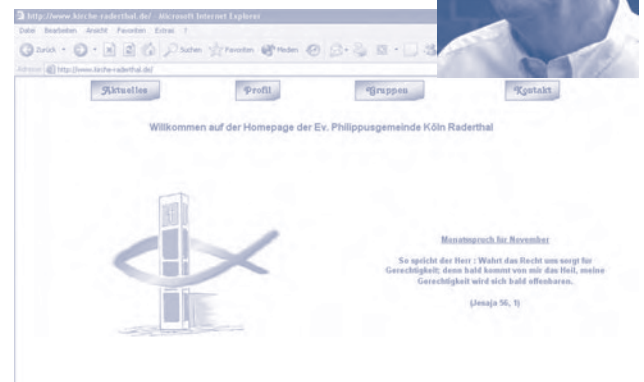 http://www.kirche-raderthal.de/ - Microsoft Internet Explorer
Datei Bearbeiten Ansicht Favoriten Extras ?
Zurück Suchen Favoriten Medien
Adresse http://www.kirche-raderthal.de/
Aktuelles Profil Gruppen Kontakt
Willkommen auf der Homepage der Ev. Philippusgemeinde Köln Raderthal
Monatsspruch für November
So spricht der Herr : Wahrt das Recht uns sorgt für
Gerechtigkeit; denn bald kommt von mir das Heil, meine
Gerechtigkeit wird sich bald offenbaren.
(Jesaja 56, 1)